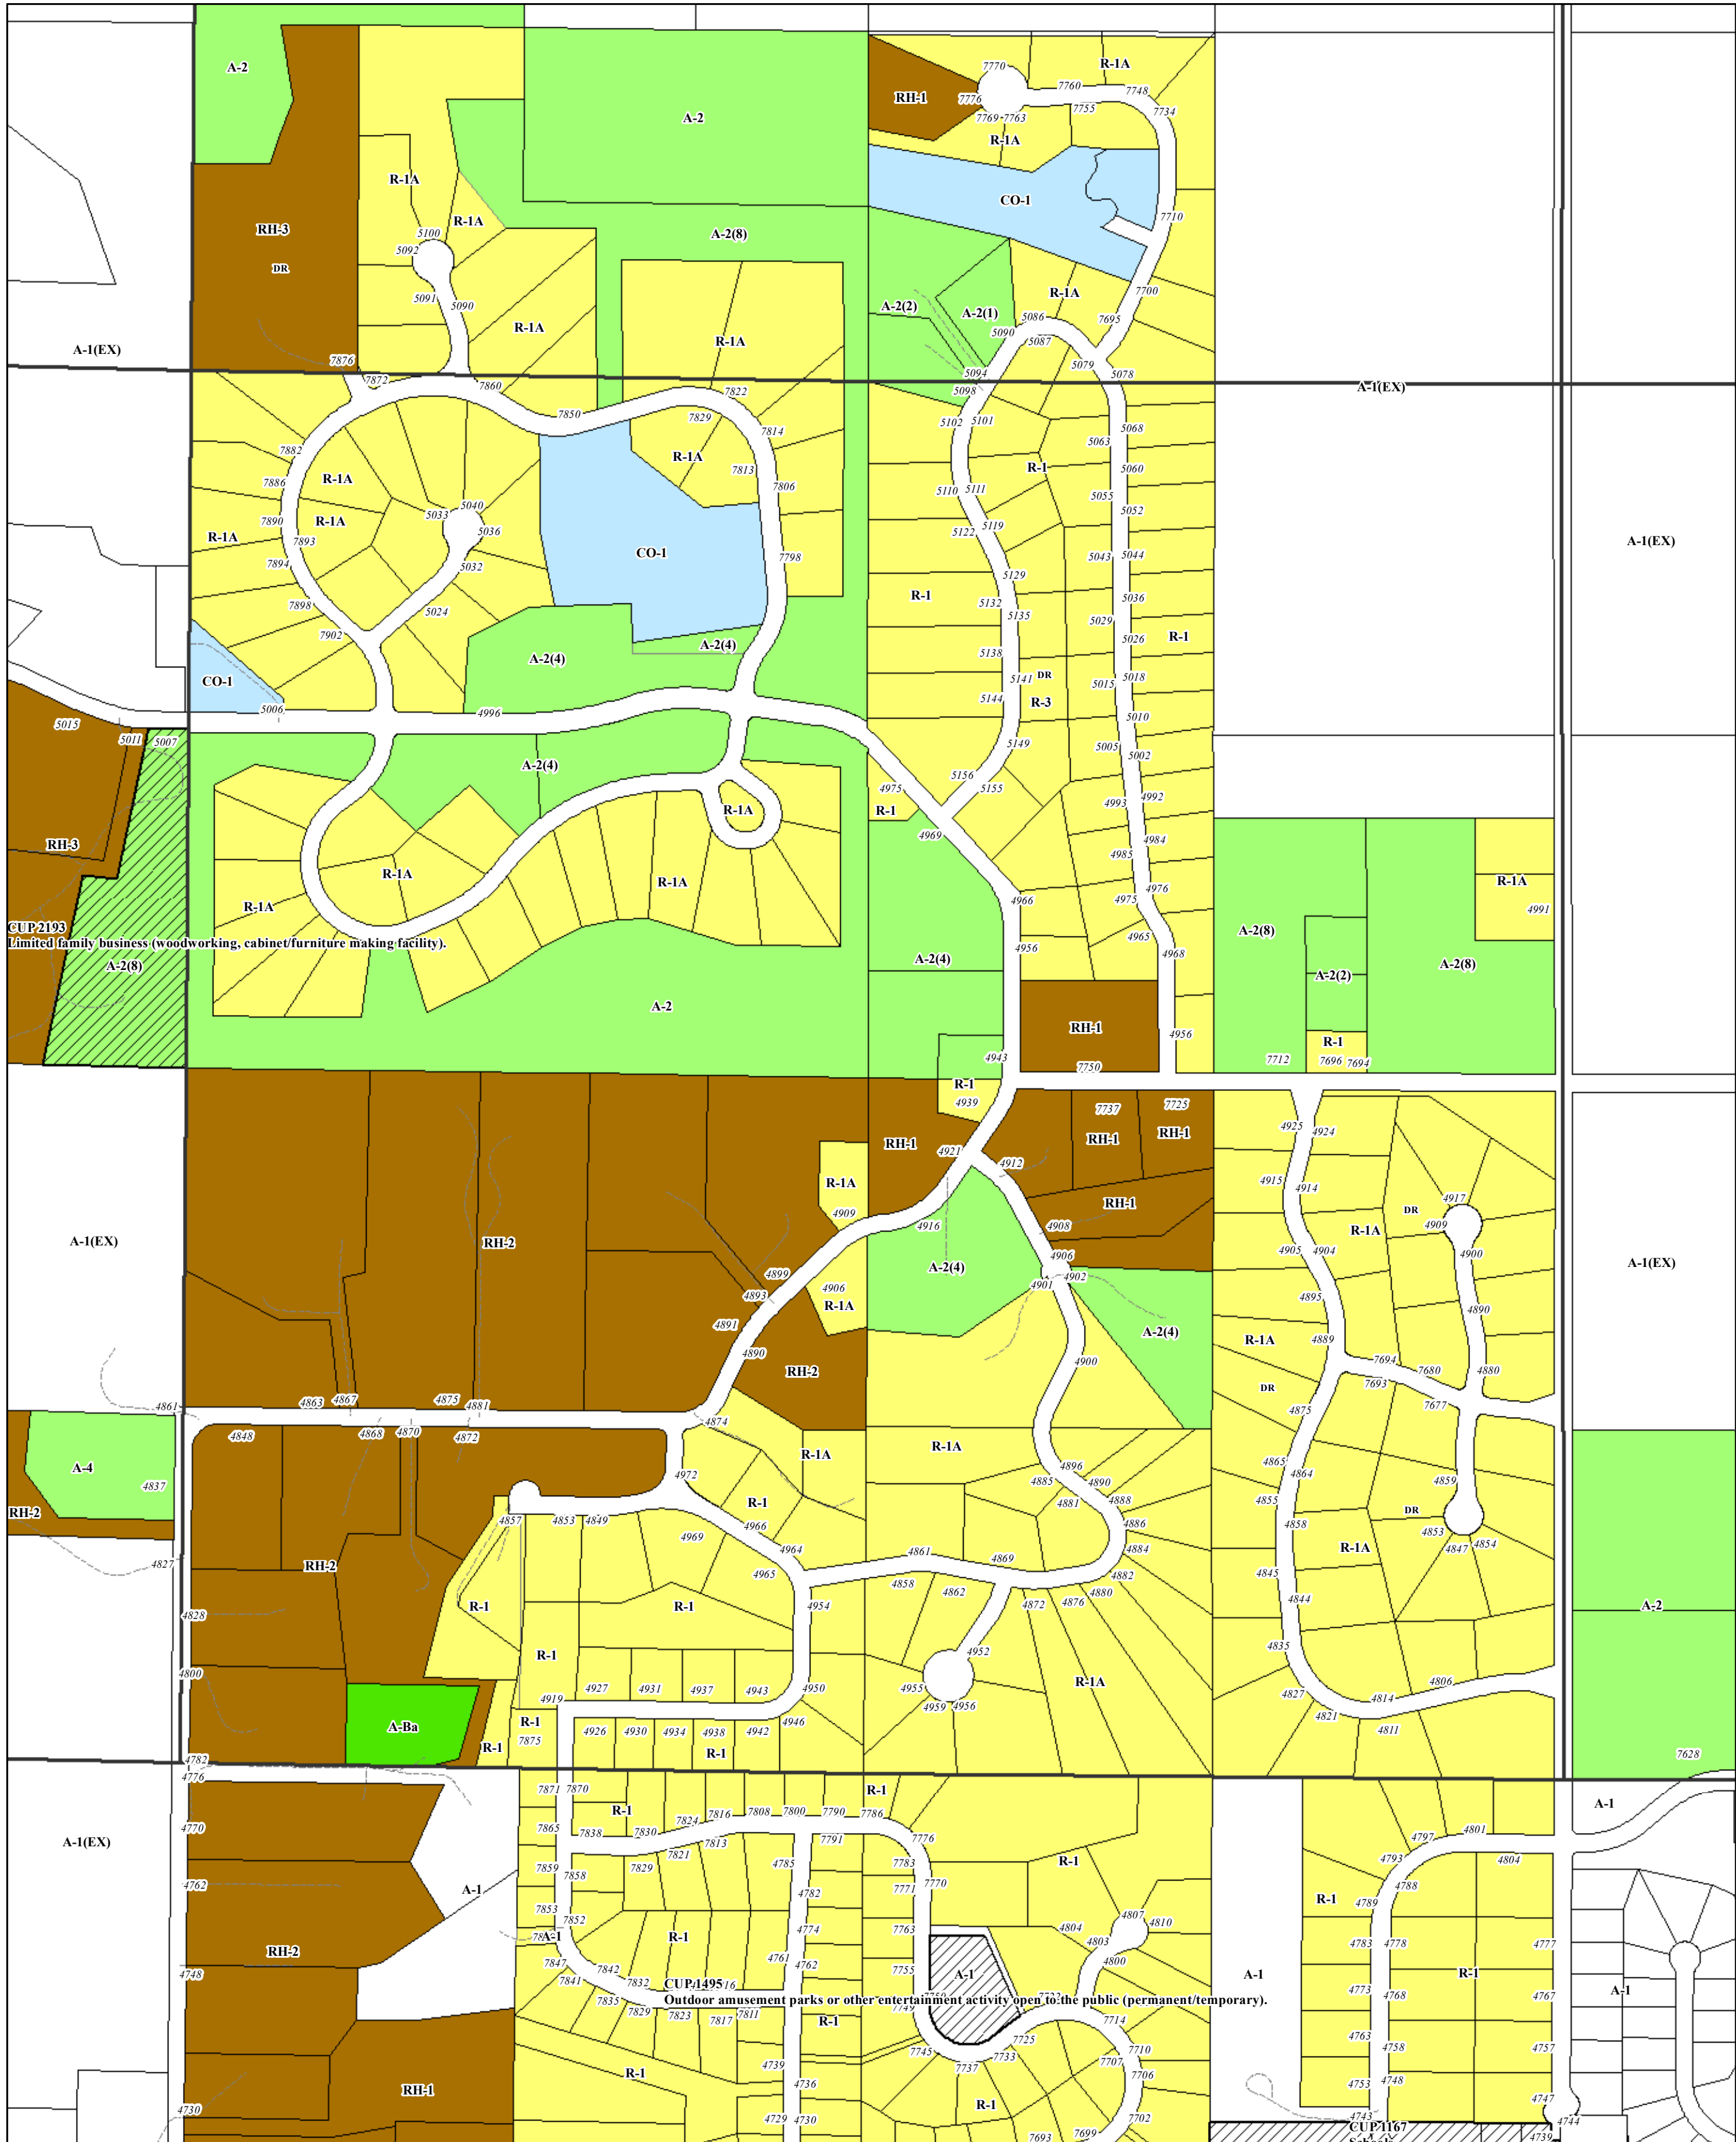 A-2
A-2
R-1A
7770
RH-1
7776
7760
7748
7755
7734
7769
7763
R-1A
R-1A
CO-1
R-1A
7710
RH-3
5100
A-2(8)
5092
DR
7700
5091
5090
R-1A
A-2(2)
A-2(1)
R-1A
5086
7695
5090
5087
R-1A
A-1(EX)
7876
5079
7872
5094
5078
7860
A-1(EX)
5098
7822
7850
7829
5102
5101
7814
5068
5063
7882
R-1A
7813
R-1
5060
R-1A
7886
7806
5110
5111
5055
5040
5052
5033
7890
R-1A
5119
5036
5122
R-1A
7893
A-1(EX)
CO-1
7798
5043
5044
7894
5032
5129
R-1
5036
7898
5024
5132
5135
5029
7902
5026
R-1
A-2(4)
A-2(4)
5138
CO-1
5141
DR
5015
5018
5144
R-3
5006
4996
5010
5015
5011
5007
5149
5005
5002
A-2(4)
5156
5155
4975
4993
4992
R-1A
R-1
4969
4984
RH-3
4985
R-1A
R-1A
R-1A
4976
4975
4966
R-1A
4991
CUP 2193
Limited family business (woodworking, cabinet/furniture making facility).
4956
4965
A-2(8)
4968
A-2(8)
A-2(4)
A-2(2)
A-2(8)
A-2
RH-1
4956
R-1
4943
7750
7712
7696
7694
R-1
4939
7737
7725
4925
4924
RH-1
RH-1
RH-1
4921
4912
R-1A
4915
4914
RH-1
4917
DR
4909
4916
4908
4909
R-1A
A-1(EX)
RH-2
4905
4904
4900
4906
A-1(EX)
A-2(4)
4899
4902
4901
4906
4893
4895
R-1A
4890
4891
A-2(4)
4889
R-1A
4890
4900
7694
7680
4880
RH-2
7693
DR
4863
4867
4875
4881
4861
7677
4875
4874
4848
4868
4870
4872
R-1A
R-1A
4865
4864
4896
A-4
4972
4885
4890
4859
4837
4855
4888
R-1
4881
RH-2
4857
4853
4849
4858
DR
4966
4886
4853
4969
4847
4854
4964
4884
R-1A
4861
4869
4827
RH-2
4965
4882
4845
4858
4862
4880
4844
R-1
R-1
4954
4872
4876
4828
4835
A-2
R-1
4952
4800
R-1A
4806
4927
4931
4937
4943
4950
4955
4827
4919
4959
4956
4814
A-Ba
R-1
4926
4930
4934
4938
4942
4946
4821
4811
7875
R-1
R-1
4782
7628
4776
7871
7870
R-1
A-1
R-1
7816
7808
7800
7790
7786
7824
4770
7865
7838
7830
4801
A-1(EX)
7813
7791
7776
4797
7821
4793
4804
7859
7829
4785
7783
R-1
7858
4762
7771
7770
4788
A-1
4782
R-1
4789
7853
4807
4810
7852
4774
7763
4804
A-1
R-1
4803
4783
4778
4777
RH-2
7847
4761
4762
4800
7842
4748
7841
7832
7755
A-1
A-1
R-1
CUP 1495
Outdoor amusement parks or other entertainment activity open to the public (permanent/temporary).
4773
4768
A-1
4767
7835
7829
7823
7817
7811
R-1
7749
7714
7725
4763
4758
4757
7745
7733
7710
7707
4739
7737
R-1
7706
4753
4748
RH-1
4736
4747
R-1
4730
4729
4730
7702
4743
4744
CUP 1167
7693
7699
4739